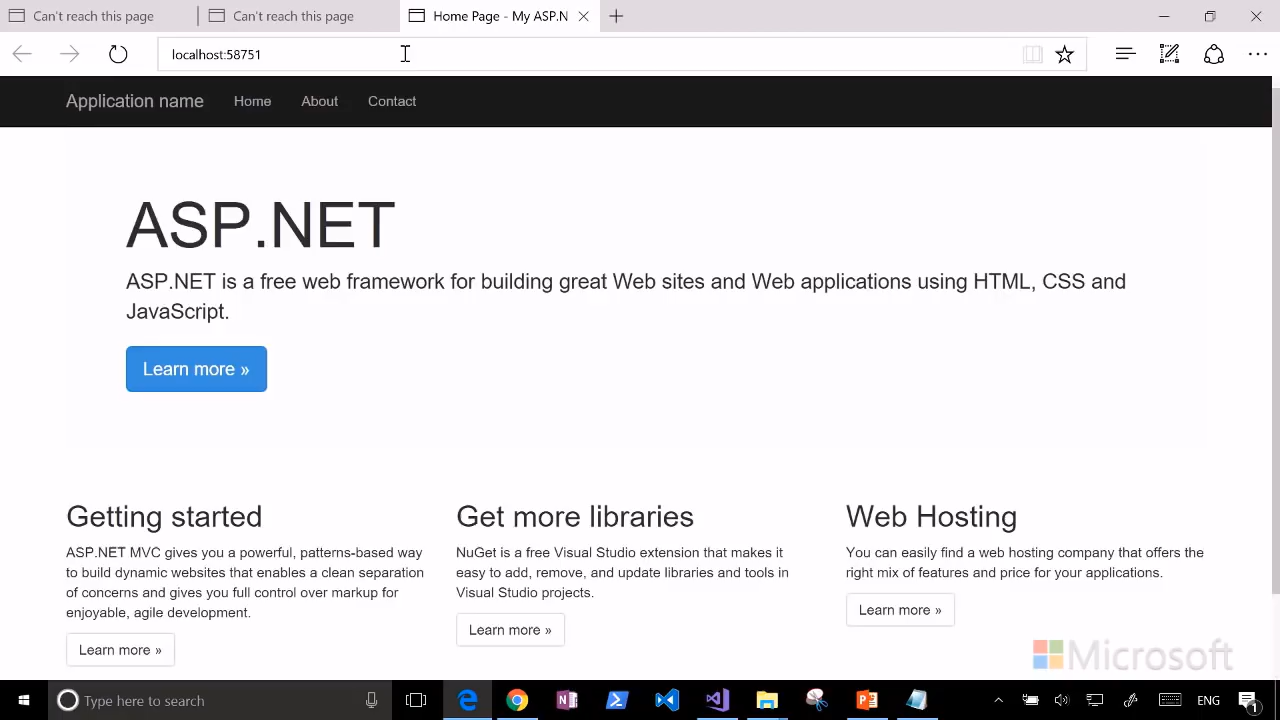 Can't reach this page
Can't reach this page
Home Page - My ASP.N
localhost:58751
Application name Home About Contact
ASP.NET
ASP.NET is a free web framework for building great Web sites and Web applications using HTML, CSS and
JavaScript.
Learn more »
Getting started
ASP.NET MVC gives you a powerful, patterns-based way
to build dynamic websites that enables a clean separation
of concerns and gives you full control over markup for
enjoyable, agile development.
Learn more »
Get more libraries
NuGet is a free Visual Studio extension that makes it
easy to add, remove, and update libraries and tools in
Visual Studio projects.
Learn more »
Web Hosting
You can easily find a web hosting company that offers the
right mix of features and price for your applications.
Learn more »
Microsoft
Type here to search
ENG
1